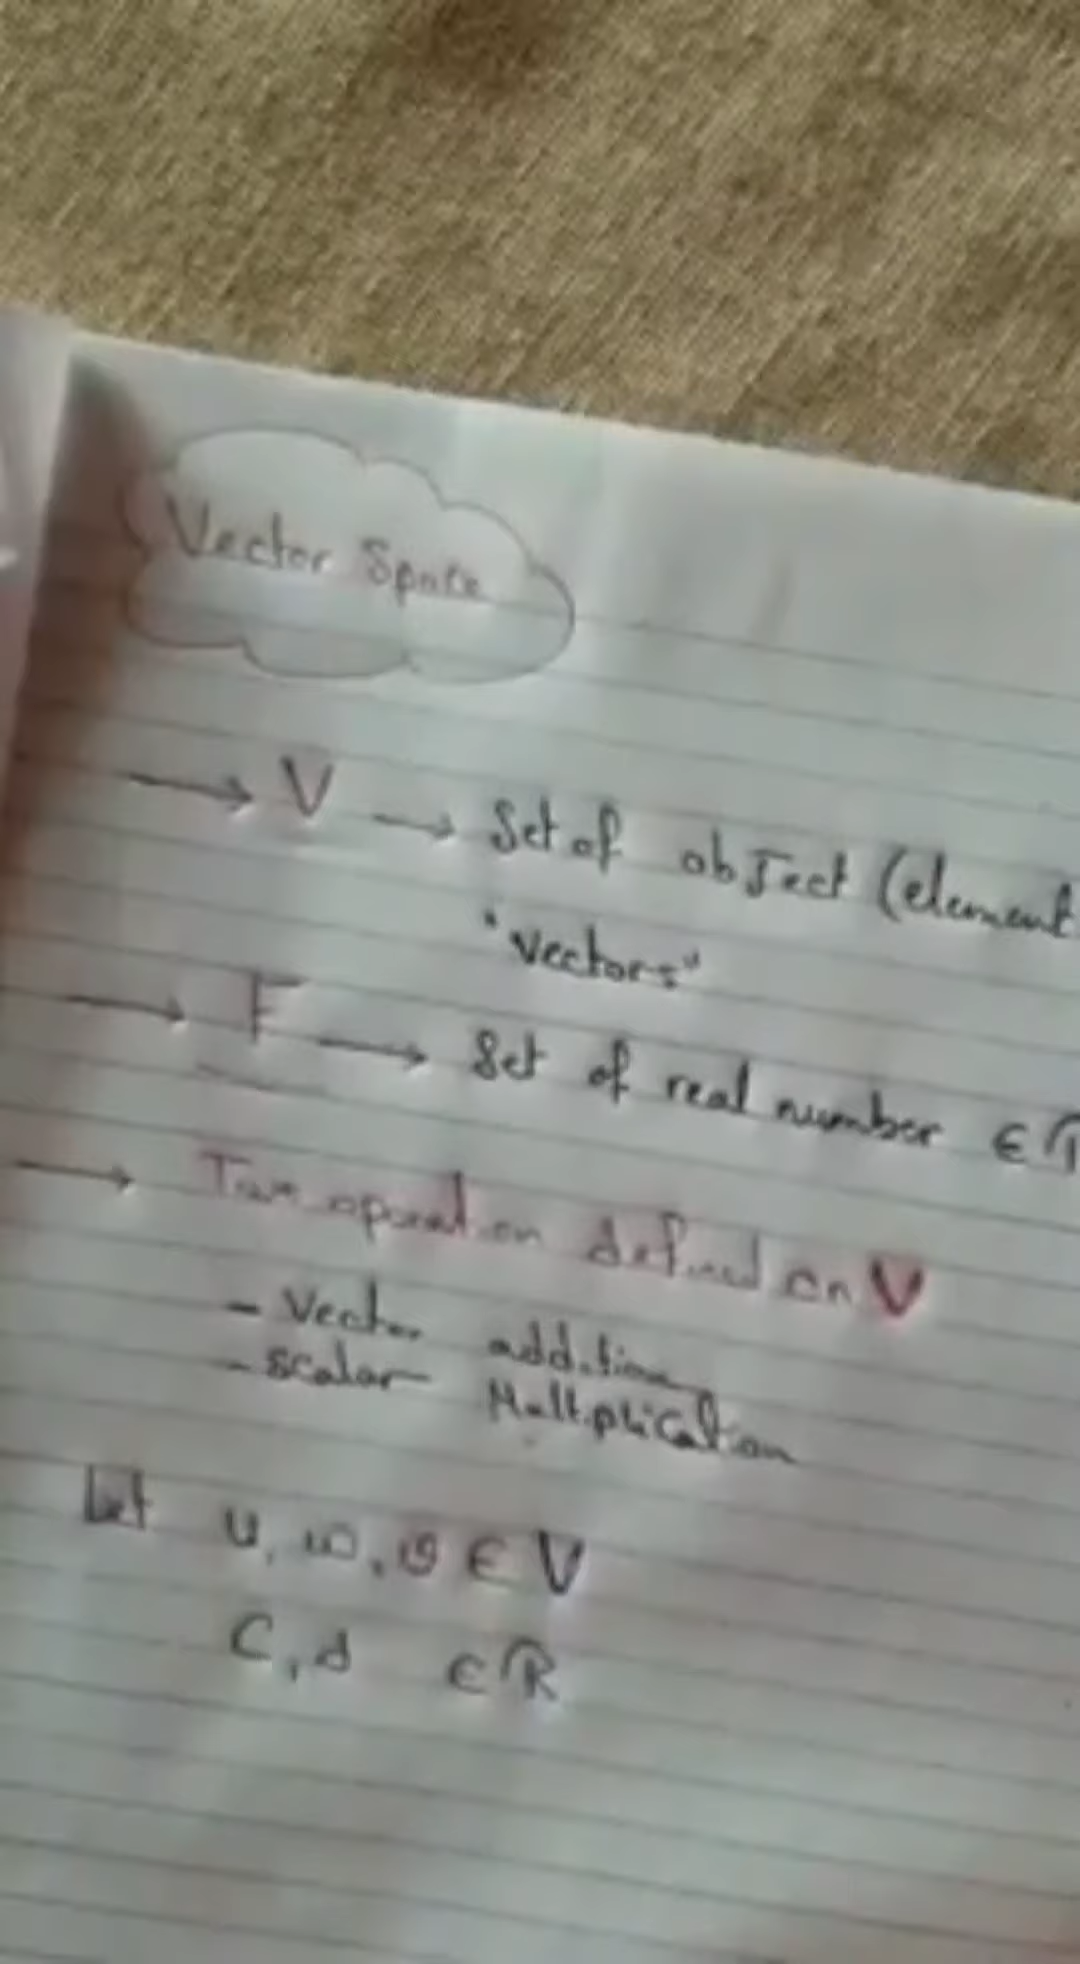 Vector Space
→ V → Set of object (element
"vectors"
→ F → Set of real number ∈
→ Two operation defined on V
- Vector addition
- scalar Multiplication
Let u, w, v ∈ V
C, d ∈ ℝ